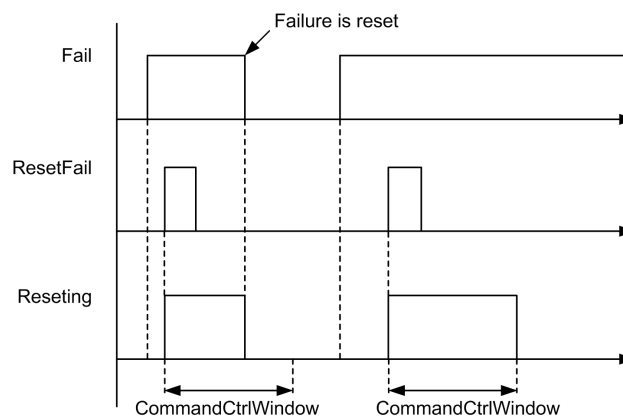 Failure is reset
Fail
ResetFail
Reseting
CommandCtrlWindow CommandCtrlWindow